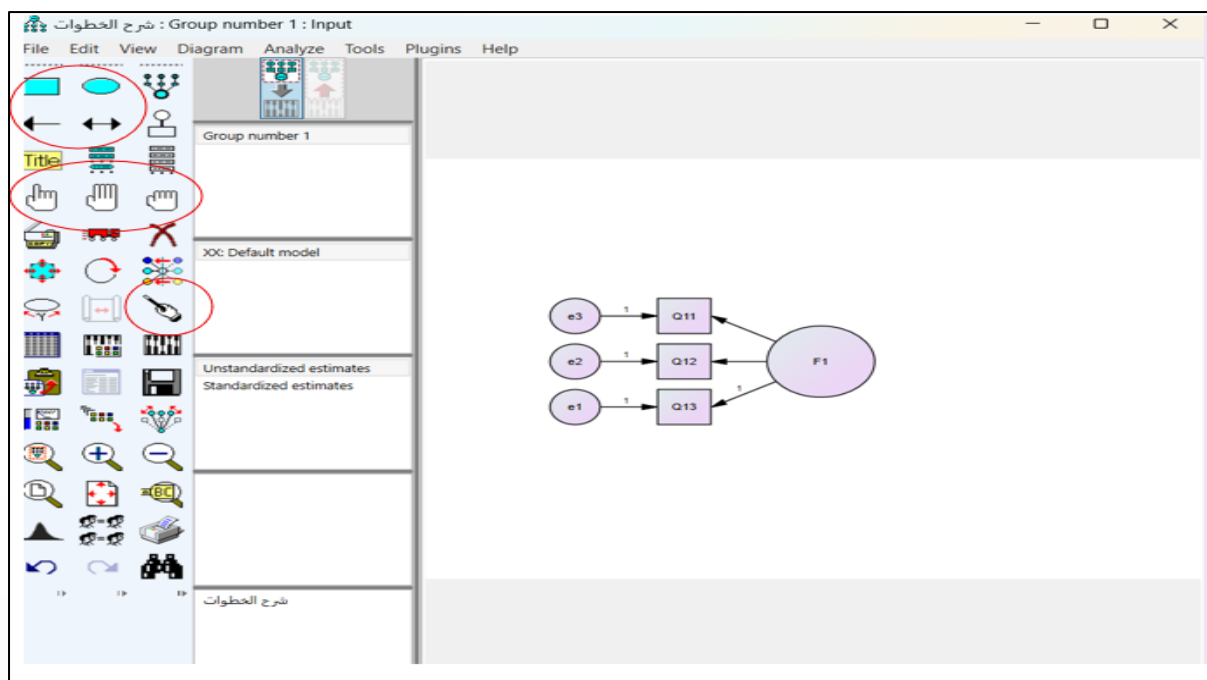 شرح الخطوات : Group number 1 : Input
File Edit View Diagram Analyze Tools Plugins Help
Group number 1
Title
XX: Default model
Unstandardized estimates
Standardized estimates
e3 1 Q11
e2 1 Q12 F1
e1 1 Q13 1
شرح الخطوات